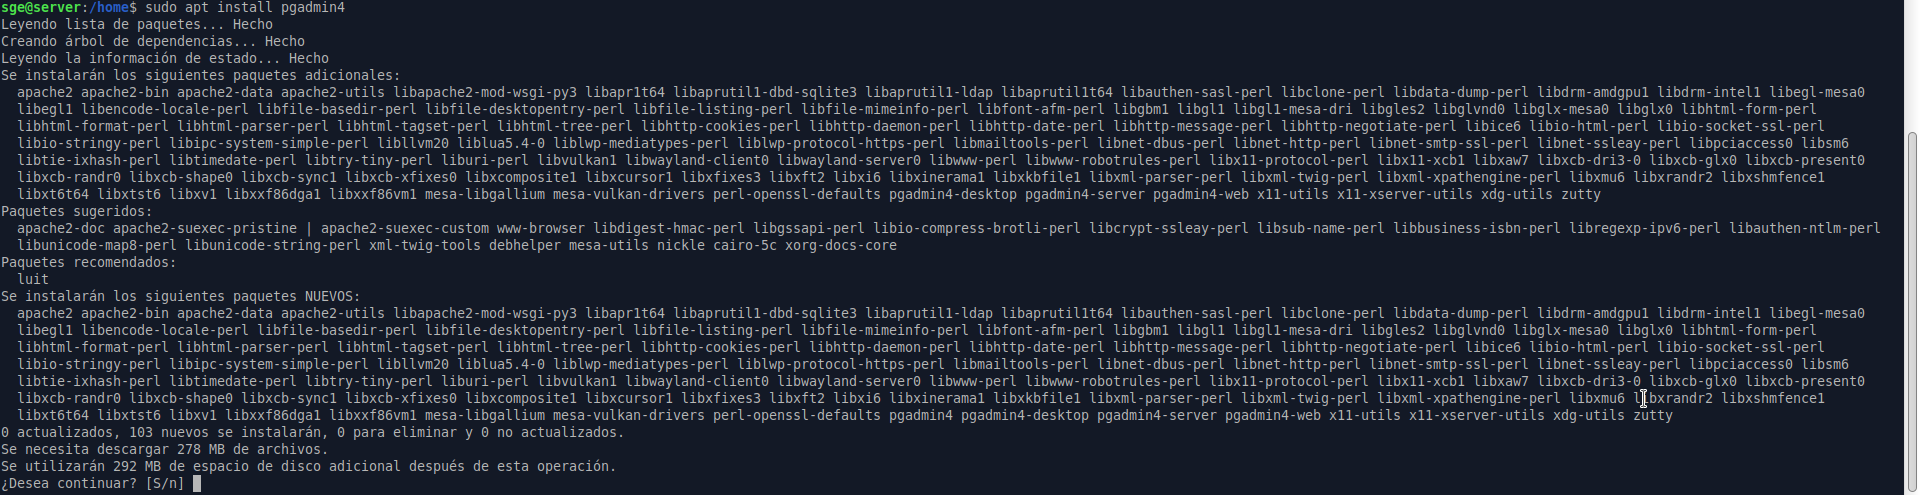 sge@server:/home$ sudo apt install pgadmin4
Leyendo lista de paquetes... Hecho
Creando árbol de dependencias... Hecho
Leyendo la información de estado... Hecho
Se instalarán los siguientes paquetes adicionales:
  apache2 apache2-bin apache2-data apache2-utils libapache2-mod-wsgi-py3 libapr1t64 libaprutil1-dbd-sqlite3 libaprutil1-ldap libaprutil1t64 libauthen-sasl-perl libclone-perl libdata-dump-perl libdrm-amdgpu1 libdrm-intel1 libegl-mesa0
  libegl1 libencode-locale-perl libfile-basedir-perl libfile-desktopentry-perl libfile-listing-perl libfile-mimeinfo-perl libfont-afm-perl libgbm1 libgl1 libgl1-mesa-dri libgles2 libglvnd0 libglx-mesa0 libglx0 libhtml-form-perl
  libhtml-format-perl libhtml-parser-perl libhtml-tagset-perl libhtml-tree-perl libhttp-cookies-perl libhttp-daemon-perl libhttp-date-perl libhttp-message-perl libhttp-negotiate-perl libice6 libio-html-perl libio-socket-ssl-perl
  libio-stringy-perl libipc-system-simple-perl libllvm20 liblua5.4-0 liblwp-mediatypes-perl liblwp-protocol-https-perl libmailtools-perl libnet-dbus-perl libnet-http-perl libnet-smtp-ssl-perl libnet-ssleay-perl libpciaccess0 libsm6
  libtie-ixhash-perl libtimedate-perl libtry-tiny-perl liburi-perl libvulkan1 libwayland-client0 libwayland-server0 libwww-perl libwww-robotrules-perl libx11-protocol-perl libx11-xcb1 libxaw7 libxcb-dri3-0 libxcb-glx0 libxcb-present0
  libxcb-randr0 libxcb-shape0 libxcb-sync1 libxcb-xfixes0 libxcomposite1 libxcursor1 libxfixes3 libxft2 libxi6 libxinerama1 libxkbfile1 libxml-parser-perl libxml-twig-perl libxml-xpathengine-perl libxmu6 libxrandr2 libxshmfence1
  libxt6t64 libxtst6 libxv1 libxxf86dga1 libxxf86vm1 mesa-libgallium mesa-vulkan-drivers perl-openssl-defaults pgadmin4-desktop pgadmin4-server pgadmin4-web x11-utils x11-xserver-utils xdg-utils zutty
Paquetes sugeridos:
  apache2-doc apache2-suexec-pristine | apache2-suexec-custom www-browser libdigest-hmac-perl libgssapi-perl libio-compress-brotli-perl libcrypt-ssleay-perl libsub-name-perl libbusiness-isbn-perl libregexp-ipv6-perl libauthen-ntlm-perl
  libunicode-map8-perl libunicode-string-perl xml-twig-tools debhelper mesa-utils nickle cairo-5c xorg-docs-core
Paquetes recomendados:
  luit
Se instalarán los siguientes paquetes NUEVOS:
  apache2 apache2-bin apache2-data apache2-utils libapache2-mod-wsgi-py3 libapr1t64 libaprutil1-dbd-sqlite3 libaprutil1-ldap libaprutil1t64 libauthen-sasl-perl libclone-perl libdata-dump-perl libdrm-amdgpu1 libdrm-intel1 libegl-mesa0
  libegl1 libencode-locale-perl libfile-basedir-perl libfile-desktopentry-perl libfile-listing-perl libfile-mimeinfo-perl libfont-afm-perl libgbm1 libgl1 libgl1-mesa-dri libgles2 libglvnd0 libglx-mesa0 libglx0 libhtml-form-perl
  libhtml-format-perl libhtml-parser-perl libhtml-tagset-perl libhtml-tree-perl libhttp-cookies-perl libhttp-daemon-perl libhttp-date-perl libhttp-message-perl libhttp-negotiate-perl libice6 libio-html-perl libio-socket-ssl-perl
  libio-stringy-perl libipc-system-simple-perl libllvm20 liblua5.4-0 liblwp-mediatypes-perl liblwp-protocol-https-perl libmailtools-perl libnet-dbus-perl libnet-http-perl libnet-smtp-ssl-perl libnet-ssleay-perl libpciaccess0 libsm6
  libtie-ixhash-perl libtimedate-perl libtry-tiny-perl liburi-perl libvulkan1 libwayland-client0 libwayland-server0 libwww-perl libwww-robotrules-perl libx11-protocol-perl libx11-xcb1 libxaw7 libxcb-dri3-0 libxcb-glx0 libxcb-present0
  libxcb-randr0 libxcb-shape0 libxcb-sync1 libxcb-xfixes0 libxcomposite1 libxcursor1 libxfixes3 libxft2 libxi6 libxinerama1 libxkbfile1 libxml-parser-perl libxml-twig-perl libxml-xpathengine-perl libxmu6 libxrandr2 libxshmfence1
  libxt6t64 libxtst6 libxv1 libxxf86dga1 libxxf86vm1 mesa-libgallium mesa-vulkan-drivers perl-openssl-defaults pgadmin4 pgadmin4-desktop pgadmin4-server pgadmin4-web x11-utils x11-xserver-utils xdg-utils zutty
0 actualizados, 103 nuevos se instalarán, 0 para eliminar y 0 no actualizados.
Se necesita descargar 278 MB de archivos.
Se utilizarán 292 MB de espacio de disco adicional después de esta operación.
¿Desea continuar? [S/n]